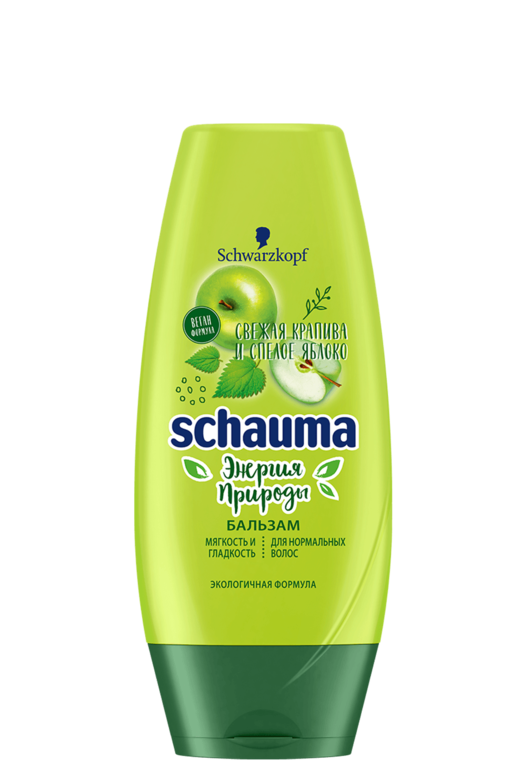 Schwarzkopf
ВЕГАН
ФОРМУЛА
СВЕЖАЯ КРАПИВА
И СПЕЛОЕ ЯБЛОКО
schauma
Энергия
Природы
БАЛЬЗАМ
МЯГКОСТЬ И
ГЛАДКОСТЬ
ДЛЯ НОРМАЛЬНЫХ
ВОЛОС
ЭКОЛОГИЧНАЯ ФОРМУЛА